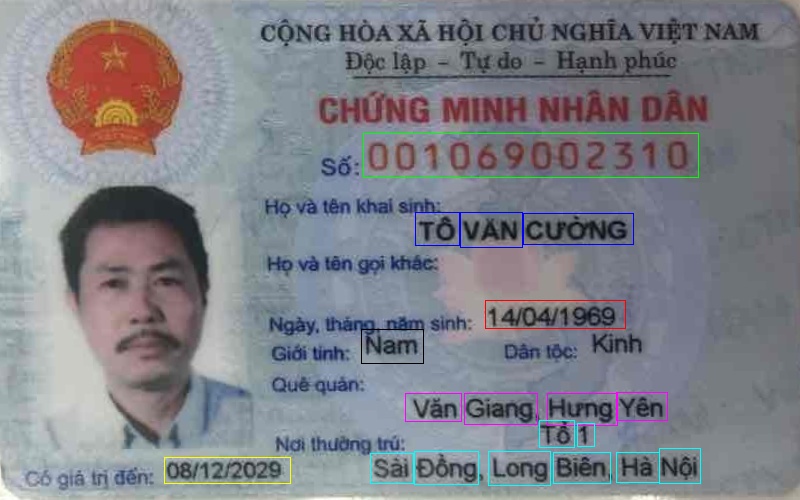 CỘNG HÒA XÃ HỘI CHỦ NGHĨA VIỆT NAM
Độc lập – Tự do – Hạnh phúc
CHỨNG MINH NHÂN DÂN
Số: 001069002310
Họ và tên khai sinh:
TÔ VĂN CƯỜNG
Họ và tên gọi khác:
Ngày, tháng, năm sinh: 14/04/1969
Giới tính: Nam Dân tộc: Kinh
Quê quán:
Văn Giang, Hưng Yên
Nơi thường trú: Tổ 1
Sài Đồng, Long Biên, Hà Nội
Có giá trị đến: 08/12/2029